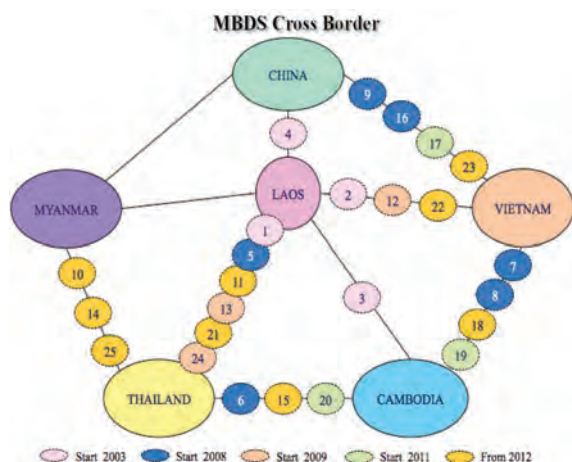 MBDS Cross Border
CHINA
9
16
4
17
23
MYANMAR
LAOS
2
12
22
VIETNAM
1
5
7
10
11
8
3
13
14
18
21
25
19
24
THAILAND
6
15
20
CAMBODIA
Start 2003
Start 2008
Start 2009
Start 2011
From 2012